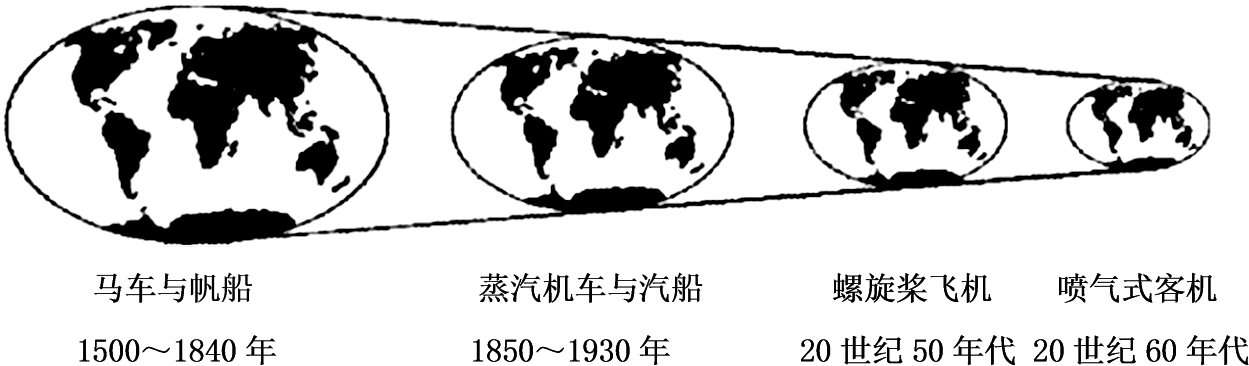 马车与帆船 蒸汽机车与汽船 螺旋桨飞机 喷气式客机
1500～1840 年 1850～1930 年 20 世纪 50 年代 20 世纪 60 年代